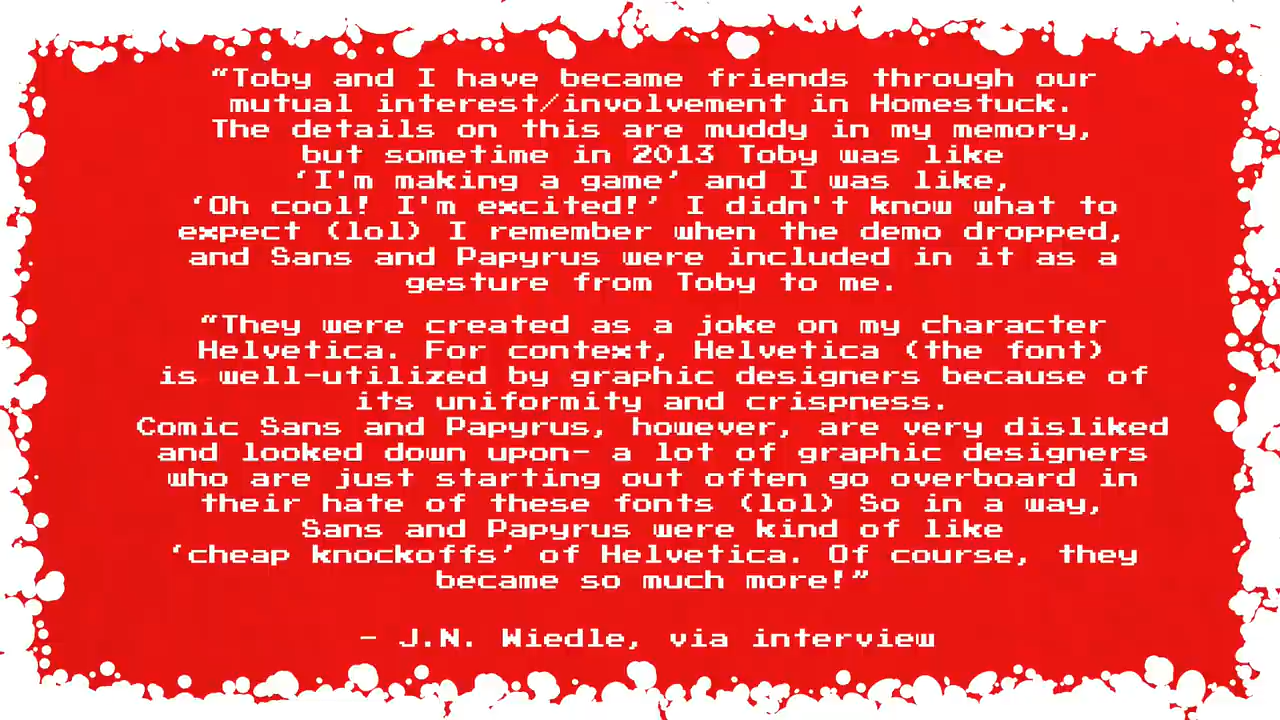 “Toby and I have became friends through our
mutual interest/involvement in Homestuck.
The details on this are muddy in my memory,
but sometime in 2013 Toby was like
‘I'm making a game’ and I was like,
‘Oh cool! I'm excited!’ I didn't know what to
expect (lol) I remember when the demo dropped,
and Sans and Papyrus were included in it as a
gesture from Toby to me.
“They were created as a joke on my character
Helvetica. For context, Helvetica (the font)
is well-utilized by graphic designers because of
its uniformity and crispness.
Comic Sans and Papyrus, however, are very disliked
and looked down upon- a lot of graphic designers
who are just starting out often go overboard in
their hate of these fonts (lol) So in a way,
Sans and Papyrus were kind of like
‘cheap knockoffs’ of Helvetica. Of course, they
became so much more!”
- J.N. Wiedle, via interview